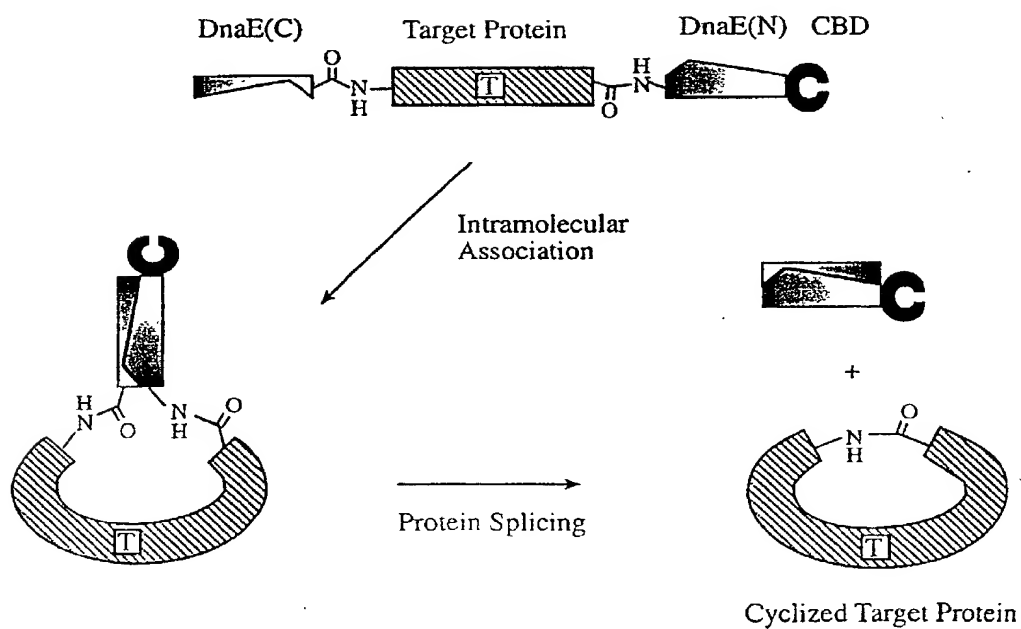 DnaE(C) Target Protein DnaE(N) CBD
O
N
H
T
O
H
N
C
Intramolecular
Association
C
C
+
H
N
O
N
H
O
T
Protein Splicing
N
H
O
T
Cyclized Target Protein